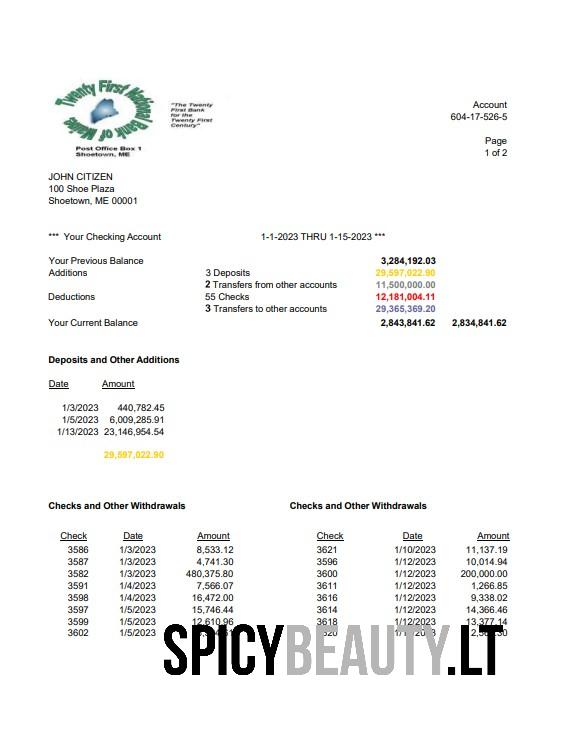 Twenty First National Bank of Maine
"The Twenty
First Bank
for the
Twenty First
Century"
Post Office Box 1
Shoetown, ME
Account
604-17-526-5
Page
1 of 2
JOHN CITIZEN
100 Shoe Plaza
Shoetown, ME 00001
*** Your Checking Account 1-1-2023 THRU 1-15-2023 ***
Your Previous Balance 3,284,192.03
Additions 3 Deposits 29,597,022.90
2 Transfers from other accounts 11,500,000.00
Deductions 55 Checks 12,181,004.11
3 Transfers to other accounts 29,365,369.20
Your Current Balance 2,843,841.62 2,834,841.62
Deposits and Other Additions
Date Amount
1/3/2023 440,782.45
1/5/2023 6,009,285.91
1/13/2023 23,146,954.54
29,597,022.90
Checks and Other Withdrawals Checks and Other Withdrawals
Check Date Amount Check Date Amount
3586 1/3/2023 8,533.12 3621 1/10/2023 11,137.19
3587 1/3/2023 4,741.30 3596 1/12/2023 10,014.94
3582 1/3/2023 480,375.80 3600 1/12/2023 200,000.00
3591 1/4/2023 7,566.07 3611 1/12/2023 1,266.85
3598 1/4/2023 16,472.00 3616 1/12/2023 9,338.02
3597 1/5/2023 15,746.44 3614 1/12/2023 14,366.46
3599 1/5/2023 12,610.96 3618 1/12/2023 13,377.14
3602 1/5/2023
SPICYBEAUTY.LT